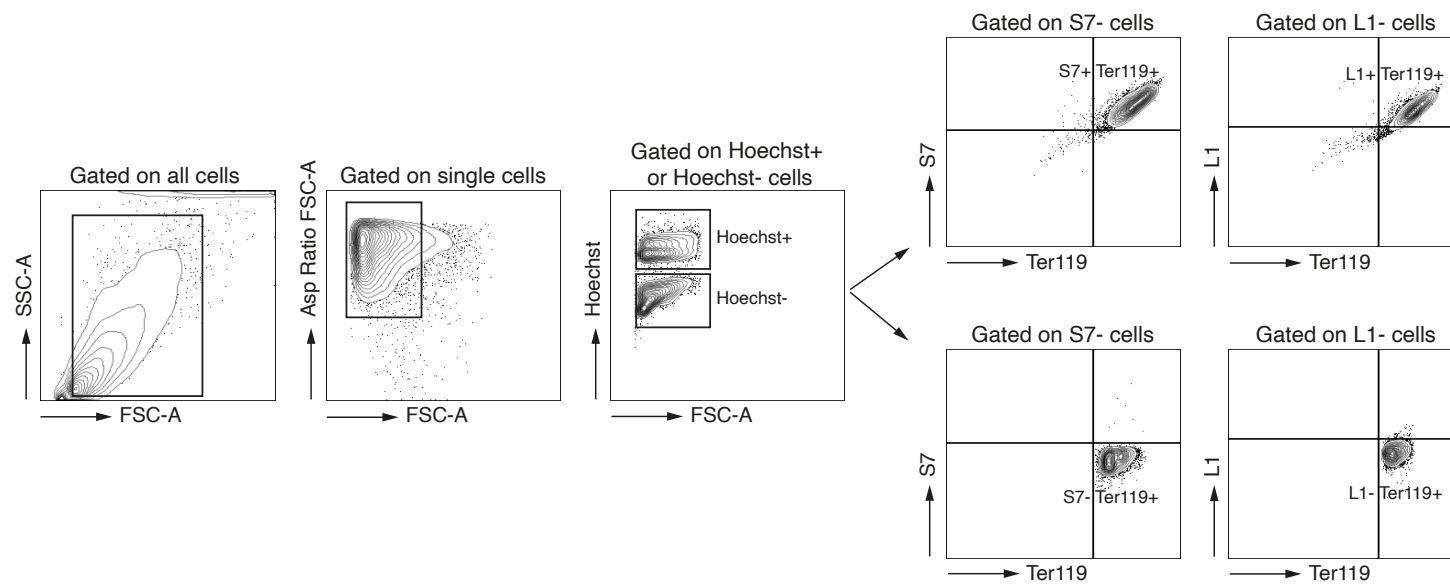 Gated on all cells
SSC-A
FSC-A
Gated on single cells
Asp Ratio FSC-A
FSC-A
Gated on Hoechst+
or Hoechst- cells
Hoechst
Hoechst+
Hoechst-
FSC-A
Gated on S7- cells
S7+ Ter119+
S7
Ter119
Gated on L1- cells
L1+ Ter119+
L1
Ter119
Gated on S7- cells
S7
S7- Ter119+
Ter119
Gated on L1- cells
L1
L1- Ter119+
Ter119